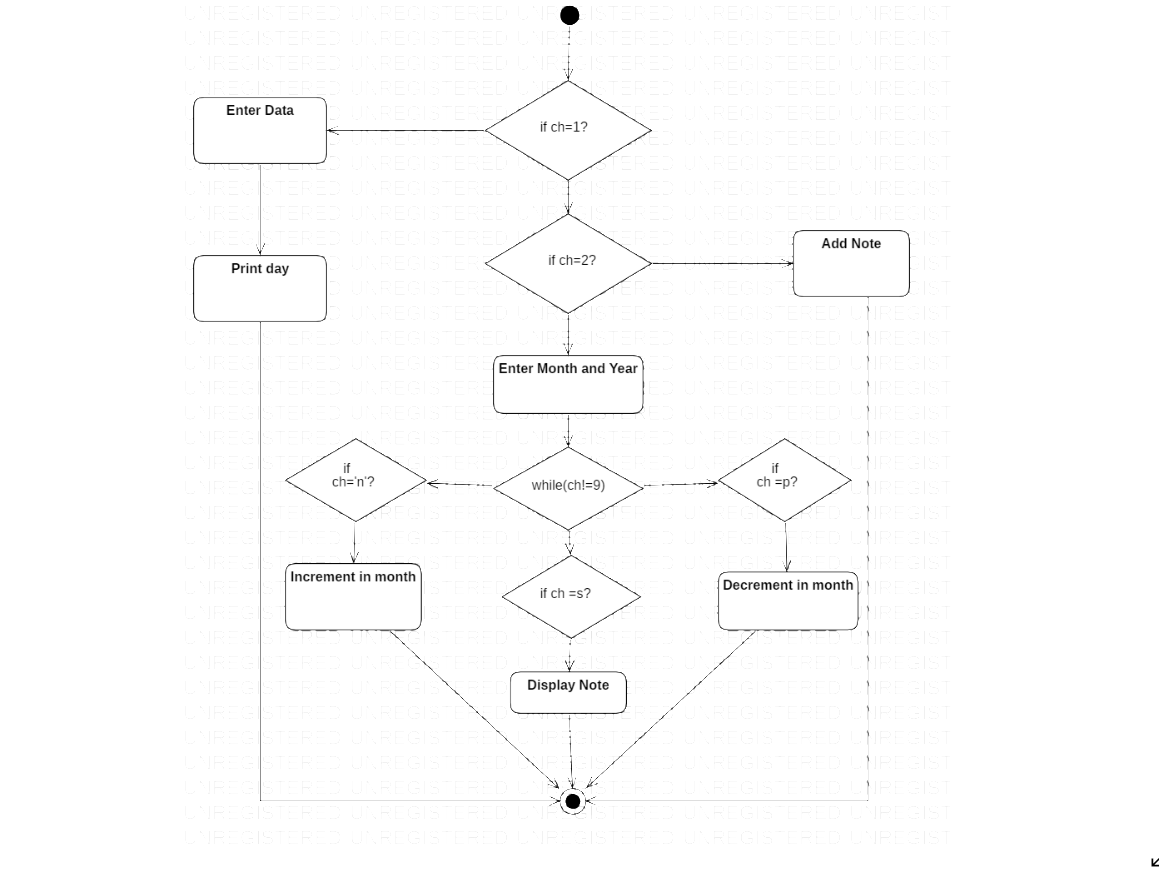 if ch=1?
Enter Data
if ch=2?
Add Note
Print day
Enter Month and Year
if
ch='n'?
while(ch!=9)
if
ch =p?
Increment in month
if ch =s?
Decrement in month
Display Note